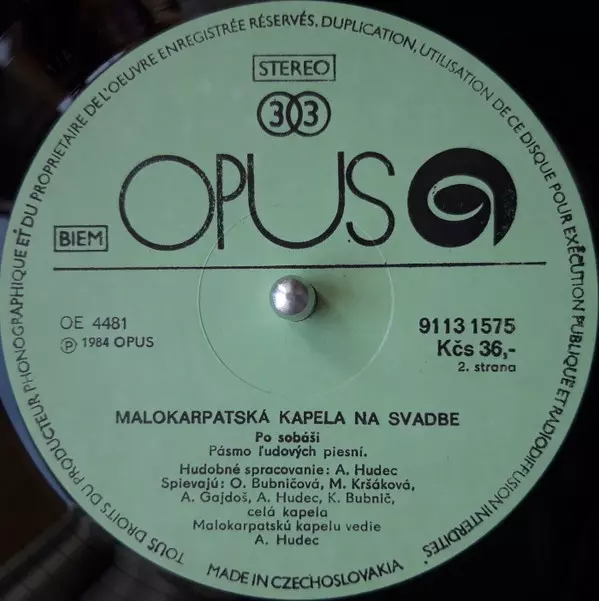 TOUS DROITS DU PRODUCTEUR PHONOGRAPHIQUE ET DU PROPRIETAIRE DE L'OEUVRE ENREGISTRÉE RÉSERVÉS, DUPLICATION, UTILISATION DE CE DISQUE POUR EXÉCUTION PUBLIQUE ET RADIODIFFUSION INTERDITES
STEREO
33
OPUS
BIEM
OE 4481
℗ 1984 OPUS
9113 1575
Kčs 36,-
2. strana
MALOKARPATSKÁ KAPELA NA SVADBE
Po sobáši
Pásmo ľudových piesní.
Hudobné spracovanie: A. Hudec
Spievajú: O. Bubničová, M. Kršáková,
A. Gajdoš, A. Hudec, K. Bubnič,
celá kapela
Malokarpatskú kapelu vedie
A. Hudec
MADE IN CZECHOSLOVAKIA